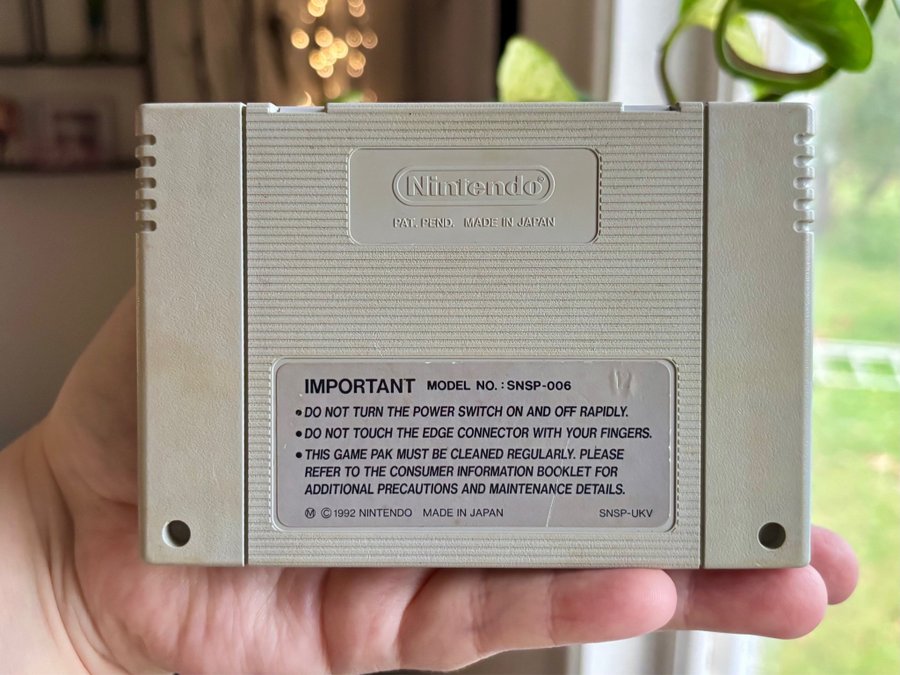 Nintendo®
PAT. PEND. MADE IN JAPAN
IMPORTANT MODEL NO. : SNSP-006
• DO NOT TURN THE POWER SWITCH ON AND OFF RAPIDLY.
• DO NOT TOUCH THE EDGE CONNECTOR WITH YOUR FINGERS.
• THIS GAME PAK MUST BE CLEANED REGULARLY. PLEASE
REFER TO THE CONSUMER INFORMATION BOOKLET FOR
ADDITIONAL PRECAUTIONS AND MAINTENANCE DETAILS.
Ⓜ © 1992 NINTENDO MADE IN JAPAN SNSP-UKV